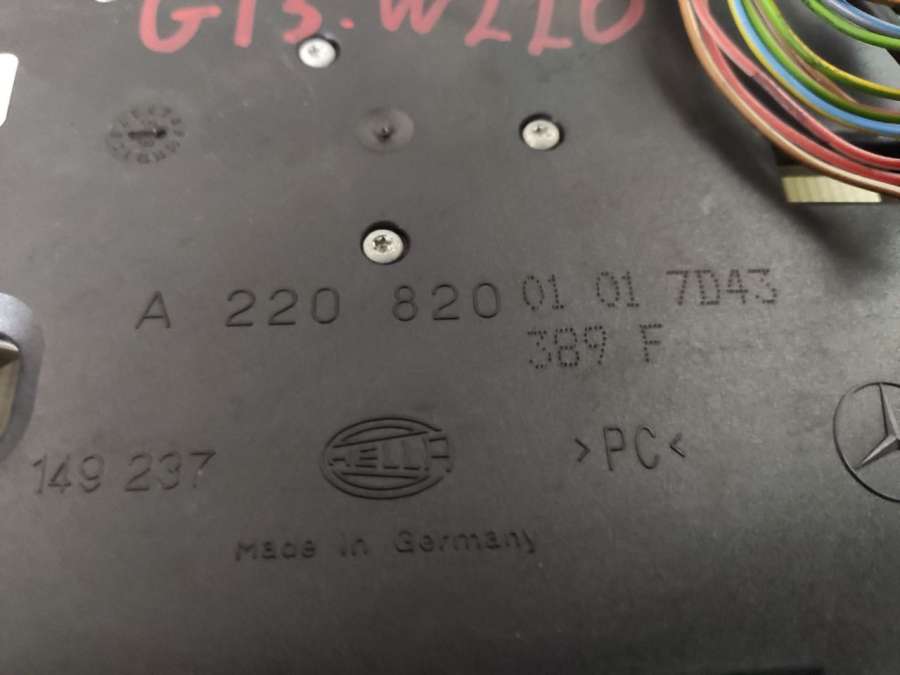 G13. W220
A 220 820 01 01 7D43
389 F
149 237
HELLA
>PC<
Made in Germany